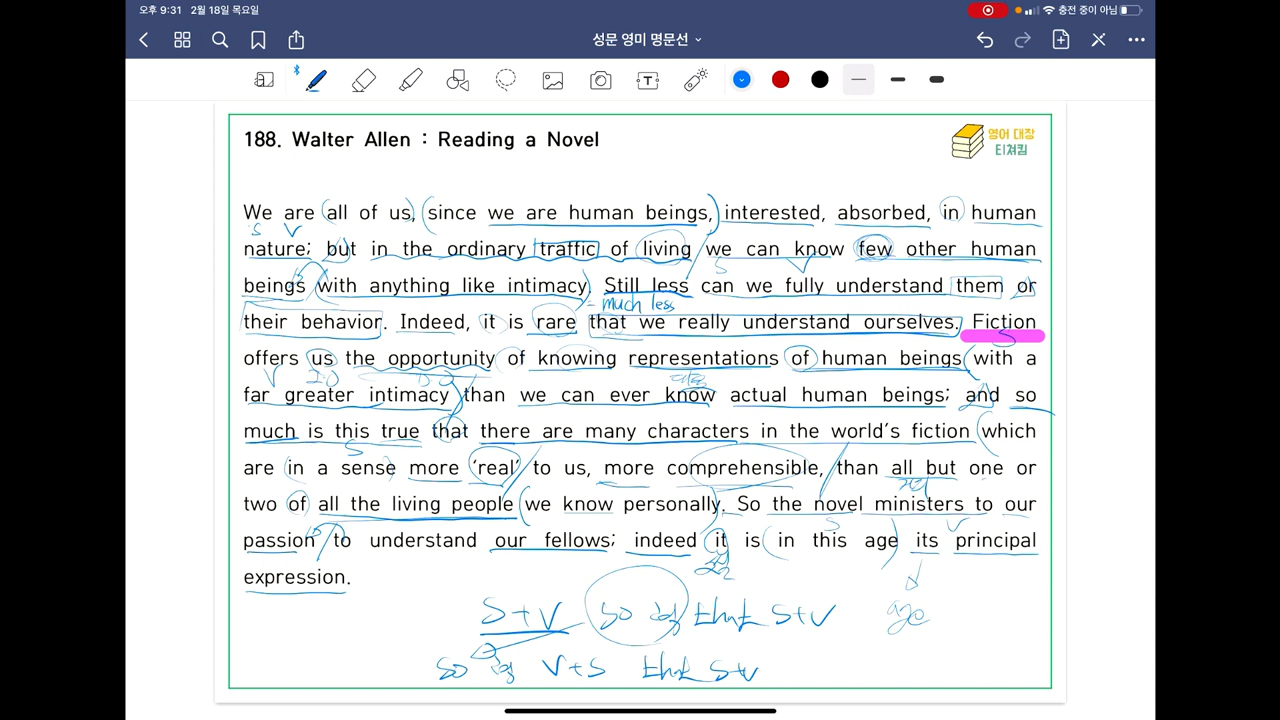 오후 9:31 2월 18일 목요일
충전 중이 아님
성문 영미 명문선
T
188. Walter Allen : Reading a Novel
영어 대장
티쳐킴
We are all of us, (since we are human beings,) interested, absorbed, in human
nature; but in the ordinary traffic of living we can know few other human
beings with anything like intimacy. Still less can we fully understand them or
= much less
their behavior. Indeed, it is rare that we really understand ourselves. Fiction
offers us the opportunity of knowing representations of human beings with a
far greater intimacy than we can ever know actual human beings; and so
much is this true that there are many characters in the world's fiction (which
are in a sense more 'real' to us, more comprehensible, than all but one or
two of all the living people (we know personally. So the novel ministers to our
passion to understand our fellows; indeed it is (in this age) its principal
expression.
S+V so that S+V
age
so V+S that S+V